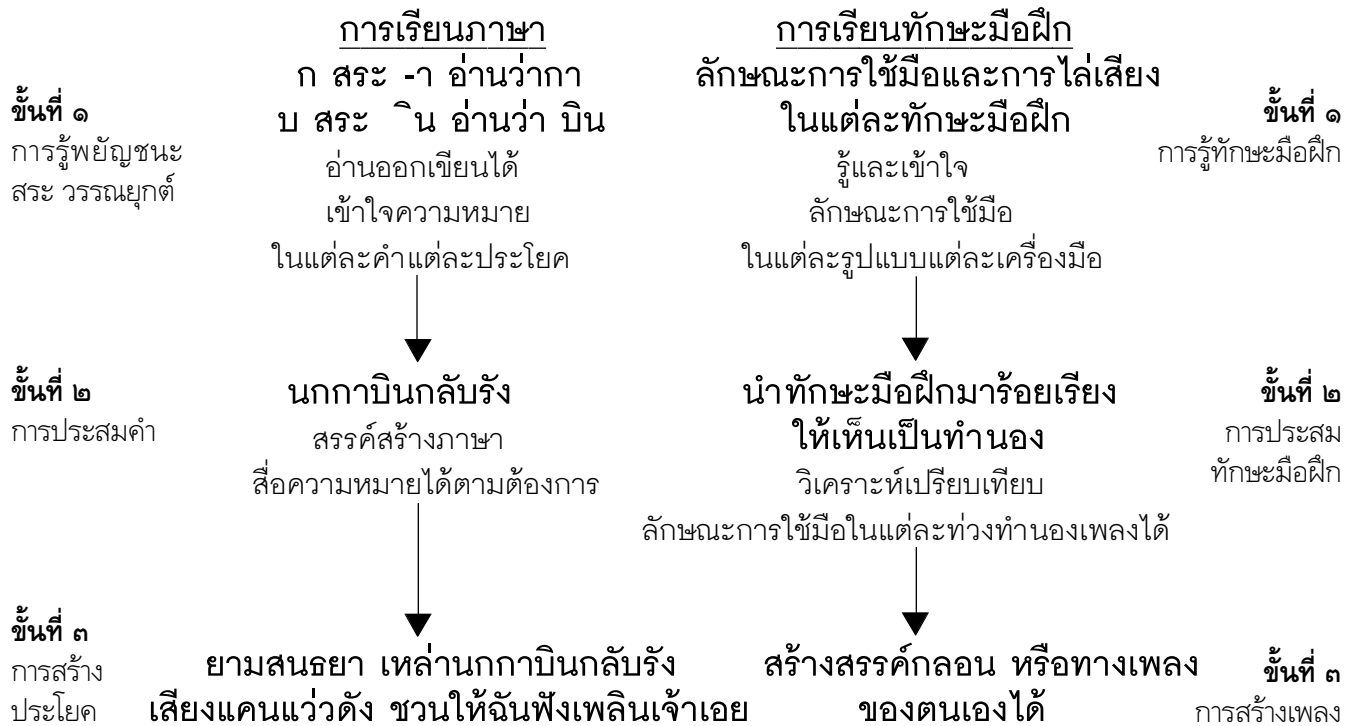 การเรียนภาษา
ก สระ -า อ่านว่ากา
บ สระ  ิน อ่านว่า บิน
ขั้นที่ ๑
การรู้พยัญชนะ
สระ วรรณยุกต์
อ่านออกเขียนได้
เข้าใจความหมาย
ในแต่ละคำแต่ละประโยค
การเรียนทักษะมือฝึก
ลักษณะการใช้มือและการไล่เสียง
ในแต่ละทักษะมือฝึก
ขั้นที่ ๑
การรู้ทักษะมือฝึก
รู้และเข้าใจ
ลักษณะการใช้มือ
ในแต่ละรูปแบบแต่ละเครื่องมือ
ขั้นที่ ๒
การประสมคำ
นกกาบินกลับรัง
สรรค์สร้างภาษา
สื่อความหมายได้ตามต้องการ
นำทักษะมือฝึกมาร้อยเรียง
ให้เห็นเป็นทำนอง
วิเคราะห์เปรียบเทียบ
ลักษณะการใช้มือในแต่ละท่วงทำนองเพลงได้
ขั้นที่ ๒
การประสม
ทักษะมือฝึก
ขั้นที่ ๓
การสร้าง
ประโยค
ยามสนธยา เหล่านกกาบินกลับรัง
เสียงแคนแว่วดัง ชวนให้ฉันฟังเพลินเจ้าเอย
สร้างสรรค์กลอน หรือทางเพลง
ของตนเองได้
ขั้นที่ ๓
การสร้างเพลง